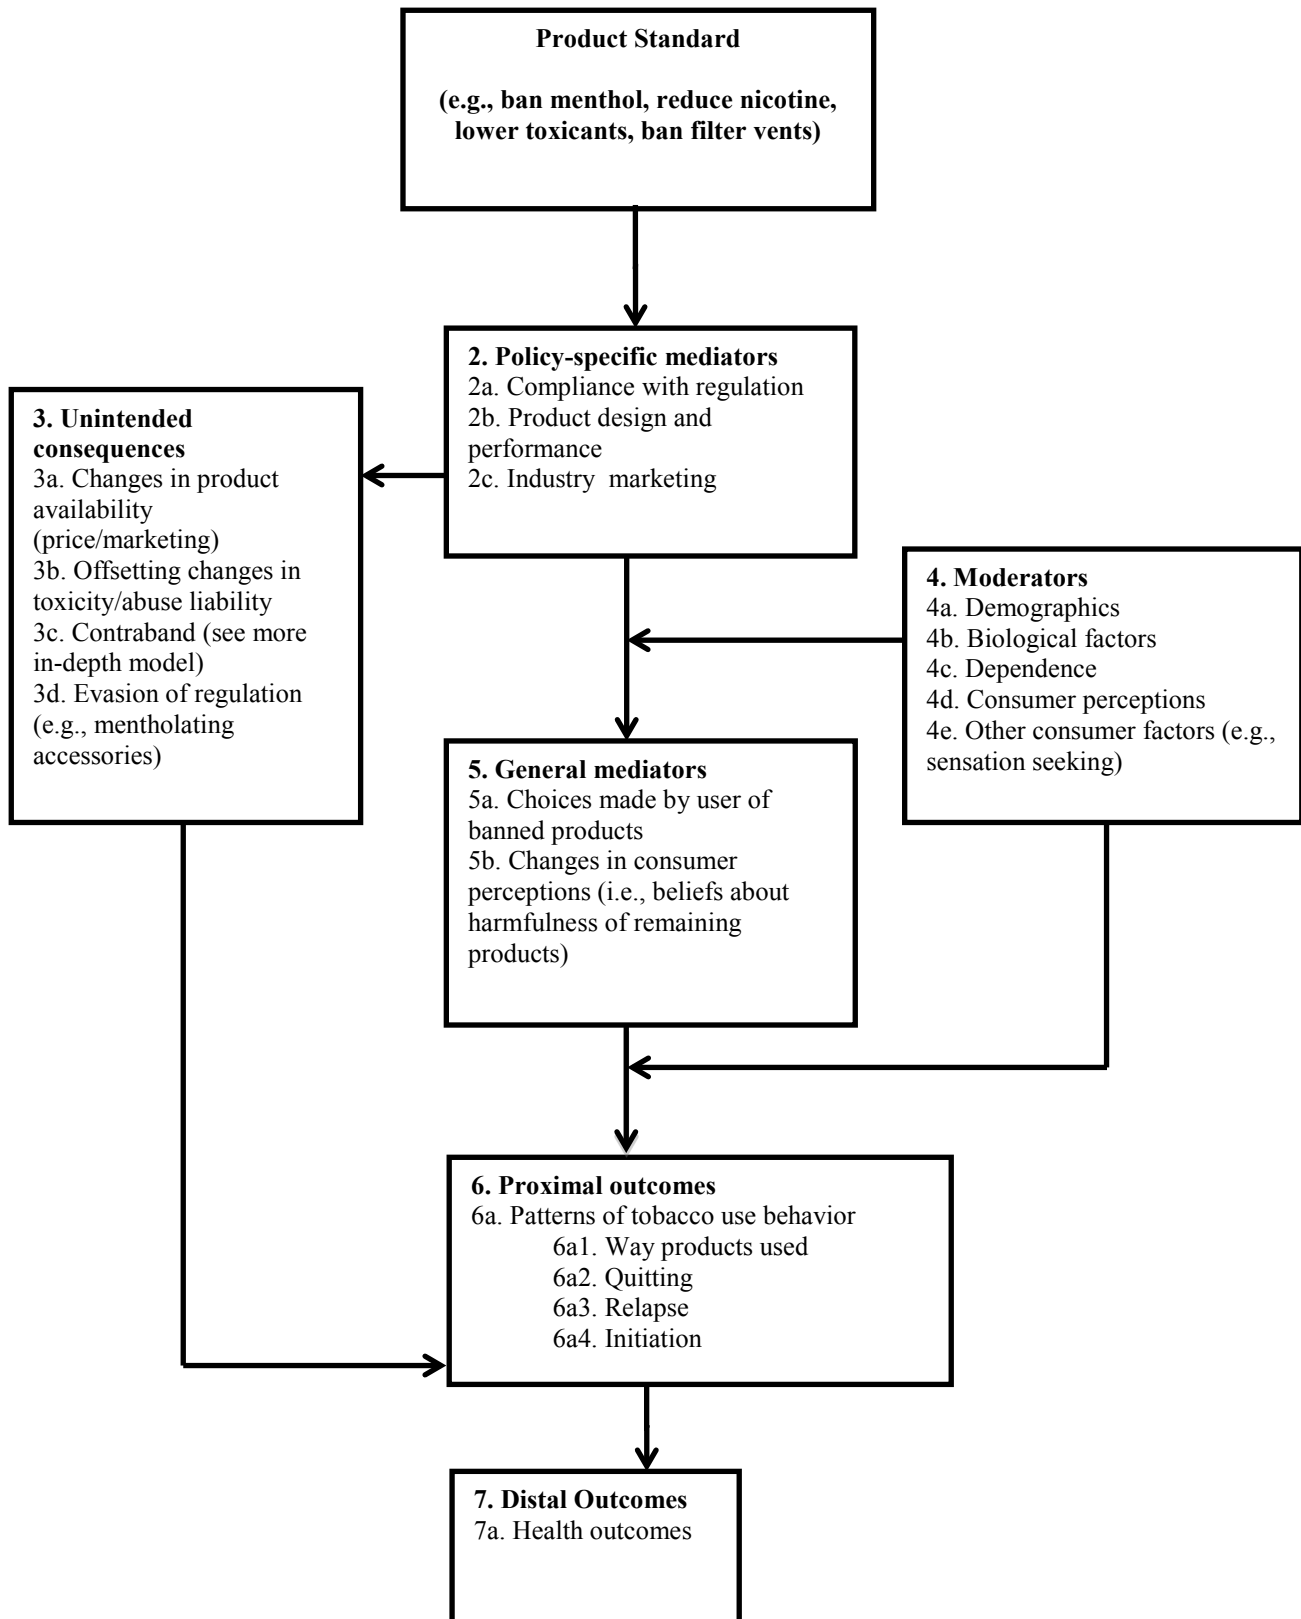 Product Standard
(e.g., ban menthol, reduce nicotine,
lower toxicants, ban filter vents)
2. Policy-specific mediators
2a. Compliance with regulation
2b. Product design and
performance
2c. Industry  marketing
3. Unintended
consequences
3a. Changes in product
availability
(price/marketing)
3b. Offsetting changes in
toxicity/abuse liability
3c. Contraband (see more
in-depth model)
3d. Evasion of regulation
(e.g., mentholating
accessories)
4. Moderators
4a. Demographics
4b. Biological factors
4c. Dependence
4d. Consumer perceptions
4e. Other consumer factors (e.g.,
sensation seeking)
5. General mediators
5a. Choices made by user of
banned products
5b. Changes in consumer
perceptions (i.e., beliefs about
harmfulness of remaining
products)
6. Proximal outcomes
6a. Patterns of tobacco use behavior
6a1. Way products used
6a2. Quitting
6a3. Relapse
6a4. Initiation
7. Distal Outcomes
7a. Health outcomes